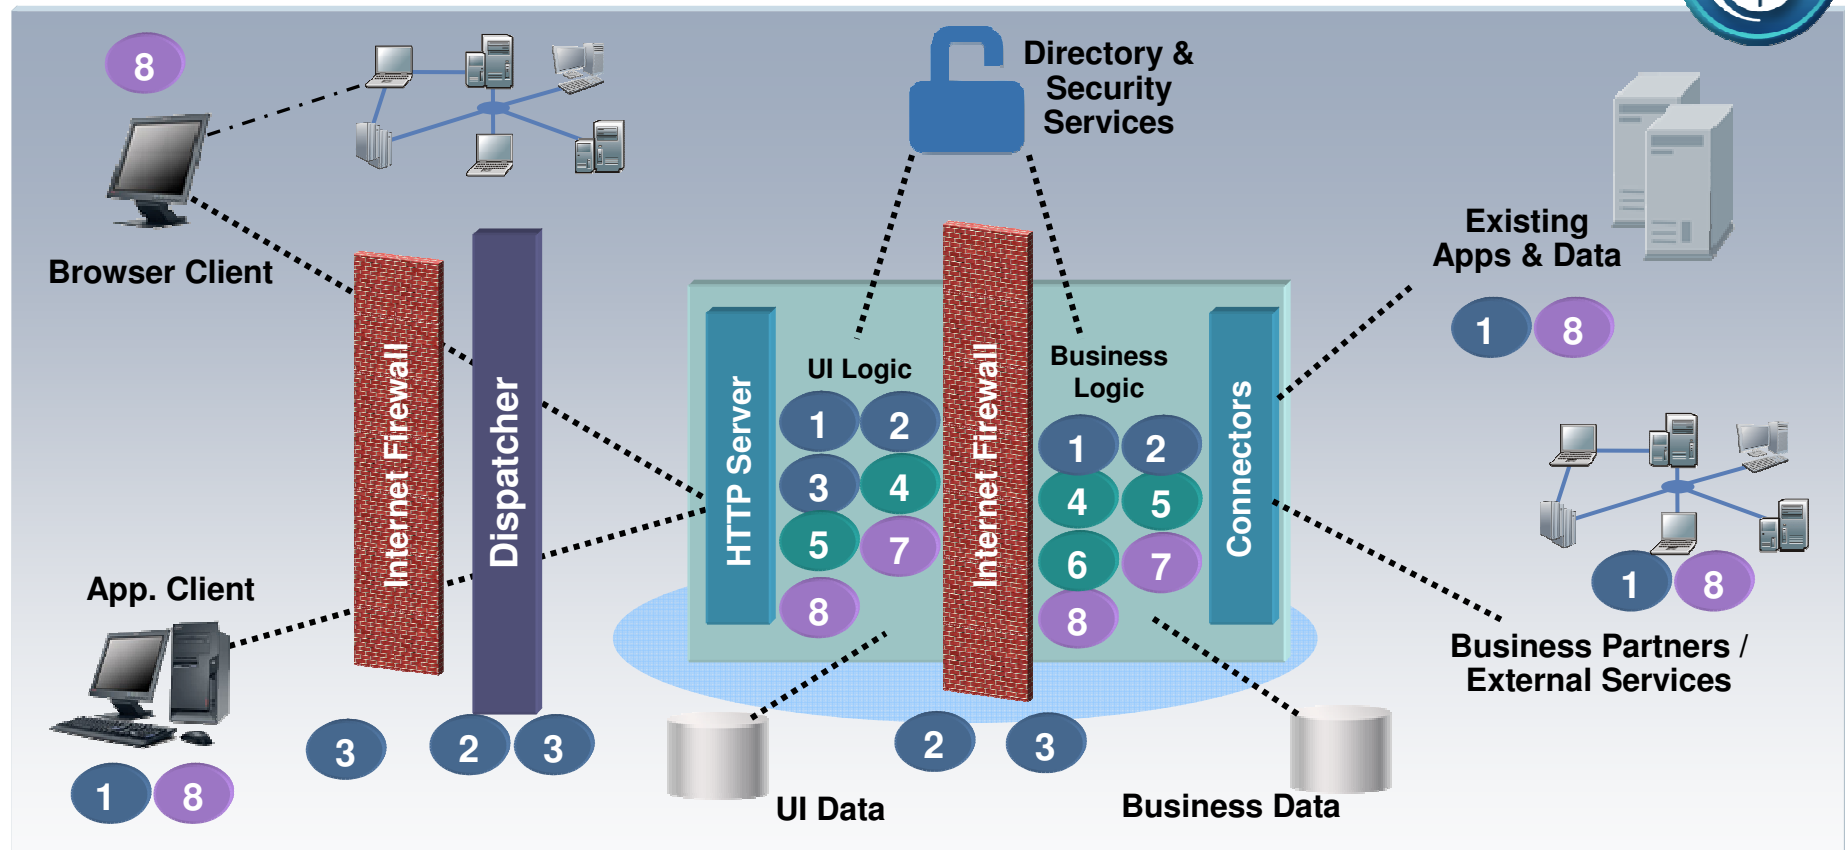 8
Directory &
Security
Services
Browser Client
Existing
Apps & Data
1 8
Internet Firewall
Dispatcher
HTTP Server
UI Logic
1 2
3 4
5 7
8
Internet Firewall
Business
Logic
1 2
4 5
6 7
8
Connectors
1 8
Business Partners /
External Services
App. Client
1 8
3
2 3
2 3
UI Data
Business Data